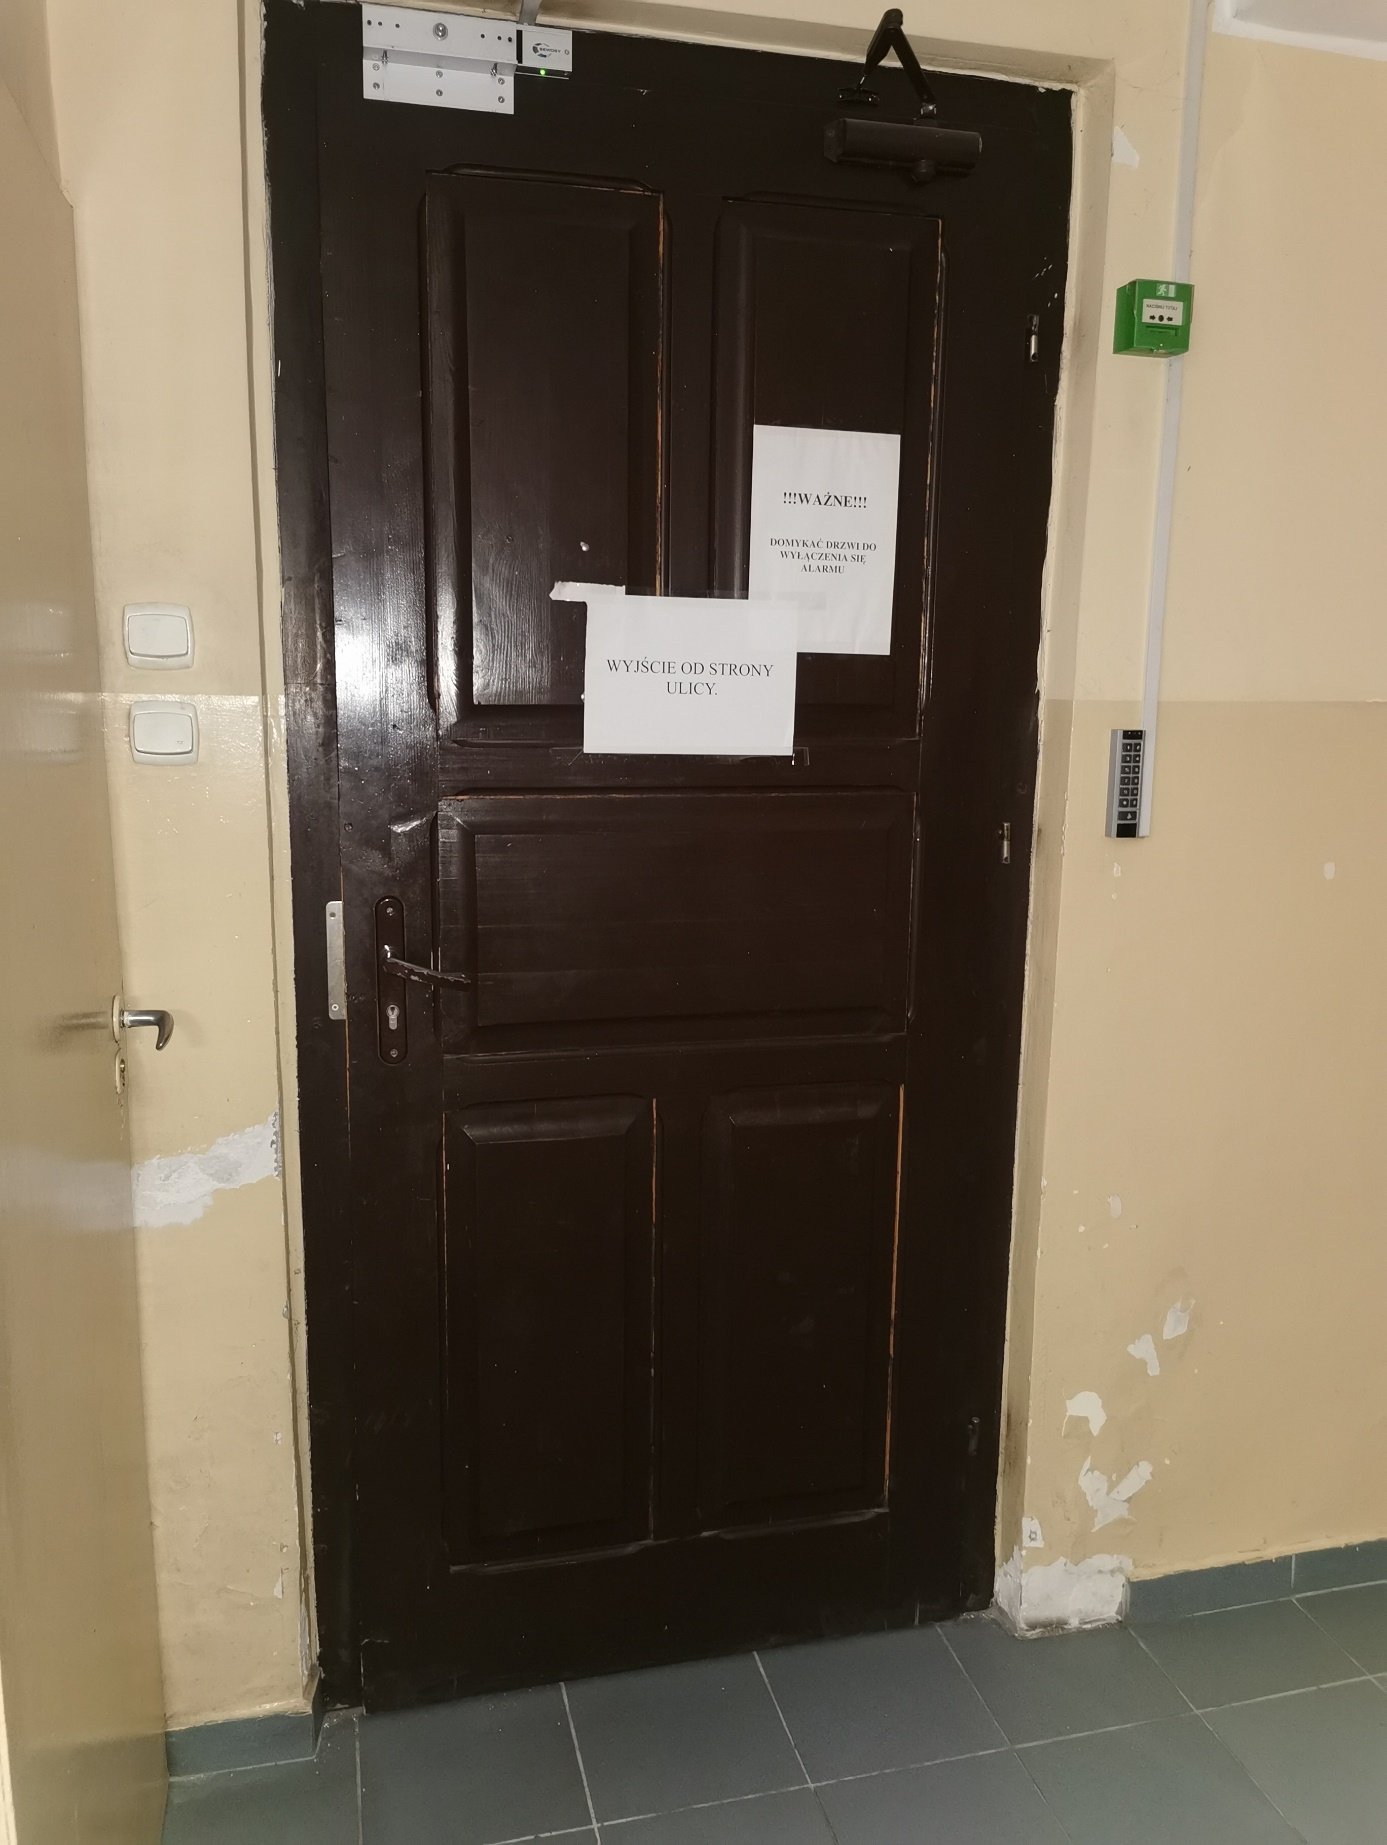 !!!WAŻNE!!!
DOMYKAĆ DRZWI DO
WYŁĄCZENIA SIĘ
ALARMU
WYJŚCIE OD STRONY
ULICY.